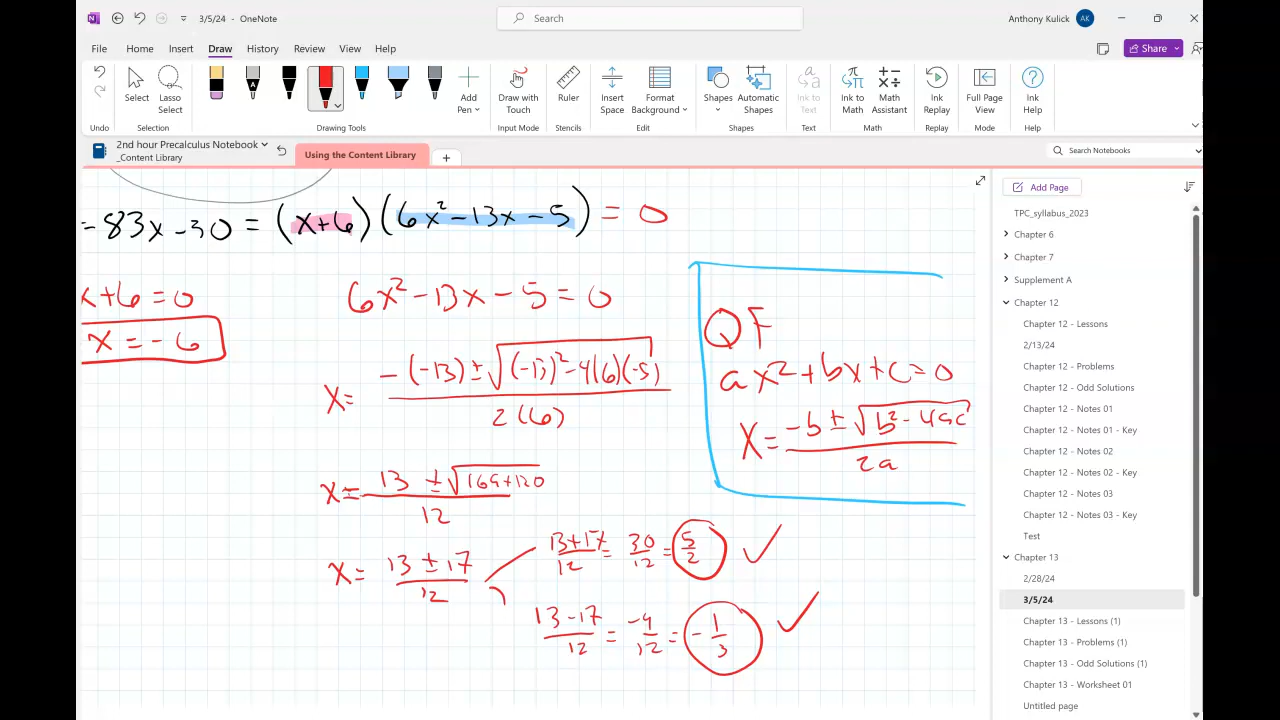 3/5/24 - OneNote
Search
Anthony Kulick
AK
File Home Insert Draw History Review View Help
Share
Undo
Select
Lasso Select
Selection
Drawing Tools
Add Pen
Draw with Touch
Input Mode
Ruler
Stencils
Insert Space
Format Background
Edit
Shapes
Automatic Shapes
Shapes
Ink to Text
Text
Ink to Math
Math Assistant
Math
Ink Replay
Replay
Full Page View
Mode
Ink Help
Help
2nd hour Precalculus Notebook
_Content Library
Using the Content Library
+
Search Notebooks
-83x-30 = (x+6)(6x²-13x-5) = 0
x+6=0
x=-6
6x²-13x-5=0
x= -(-13)±√(-13)²-4(6)(-5) / 2(6)
x= 13 ±√169+120 / 12
x= 13±17 / 12
13+17/12 = 30/12 = 5/2 ✓
13-17/12 = -4/12 = -1/3 ✓
QF
ax²+bx+c=0
x= -b±√b²-4ac / 2a
Add Page
TPC_syllabus_2023
Chapter 6
Chapter 7
Supplement A
Chapter 12
Chapter 12 - Lessons
2/13/24
Chapter 12 - Problems
Chapter 12 - Odd Solutions
Chapter 12 - Notes 01
Chapter 12 - Notes 01 - Key
Chapter 12 - Notes 02
Chapter 12 - Notes 02 - Key
Chapter 12 - Notes 03
Chapter 12 - Notes 03 - Key
Test
Chapter 13
2/28/24
3/5/24
Chapter 13 - Lessons (1)
Chapter 13 - Problems (1)
Chapter 13 - Odd Solutions (1)
Chapter 13 - Worksheet 01
Untitled page